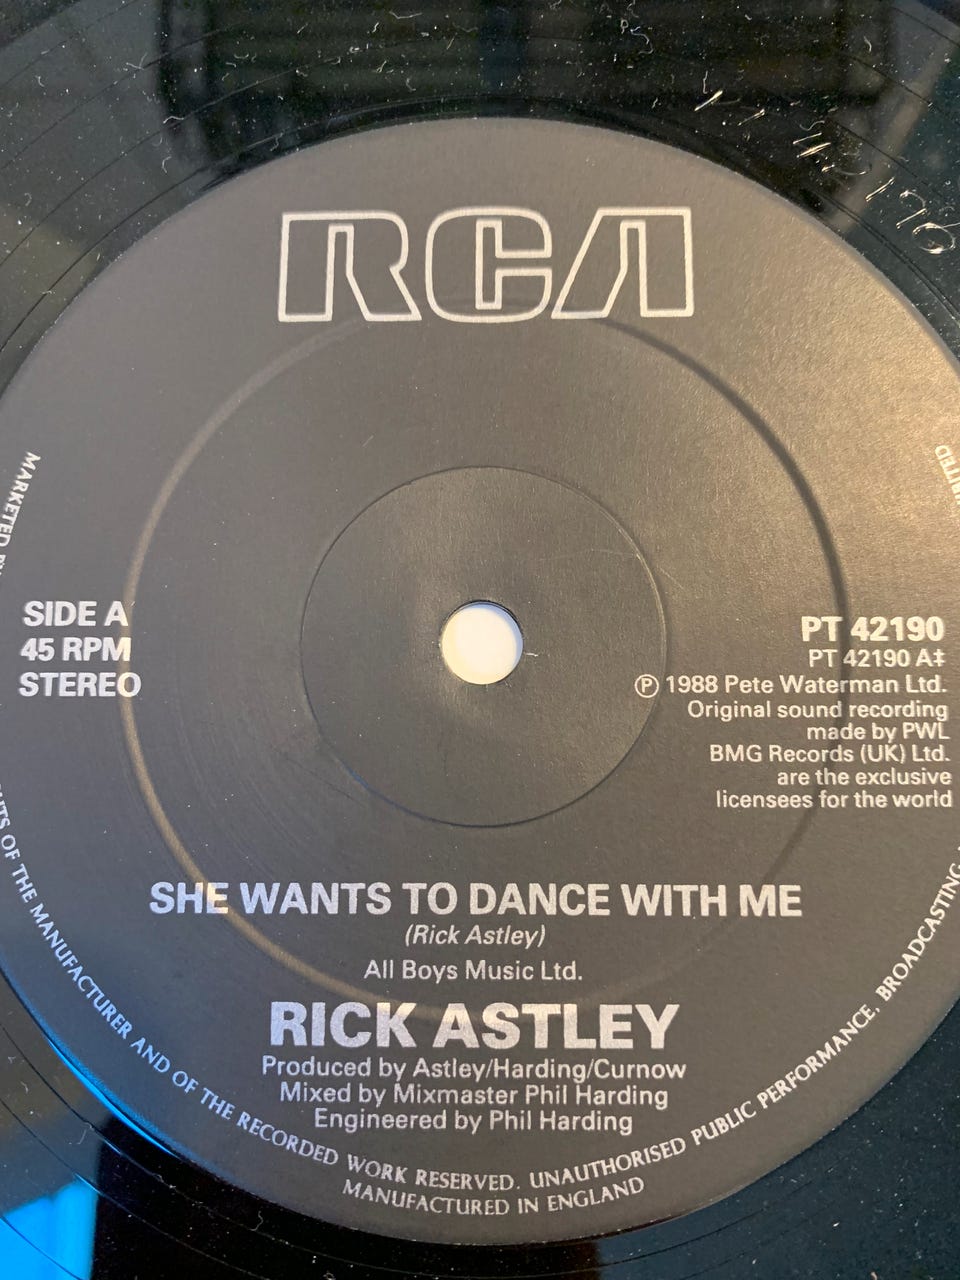 RCA
MARKETED
SIDE A
45 RPM
STEREO
PT 42190
PT 42190 A‡
℗ 1988 Pete Waterman Ltd.
Original sound recording
made by PWL
BMG Records (UK) Ltd.
are the exclusive
licensees for the world
SHE WANTS TO DANCE WITH ME
(Rick Astley)
All Boys Music Ltd.
RICK ASTLEY
Produced by Astley/Harding/Curnow
Mixed by Mixmaster Phil Harding
Engineered by Phil Harding
OF THE MANUFACTURER AND OF THE RECORDED WORK RESERVED. UNAUTHORISED PUBLIC PERFORMANCE, BROADCASTING
MANUFACTURED IN ENGLAND